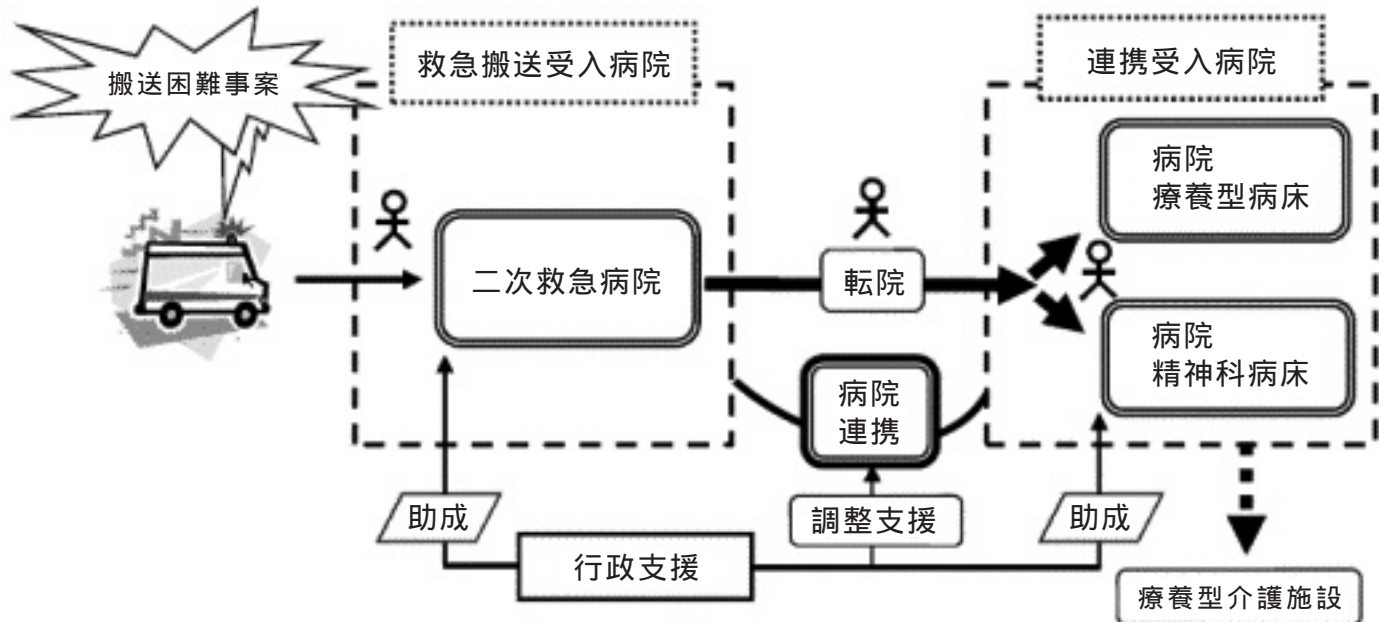 搬送困難事案
救急搬送受入病院
連携受入病院
病院
療養型病床
二次救急病院
転院
病院
精神科病床
病院
連携
助成
調整支援
助成
行政支援
療養型介護施設